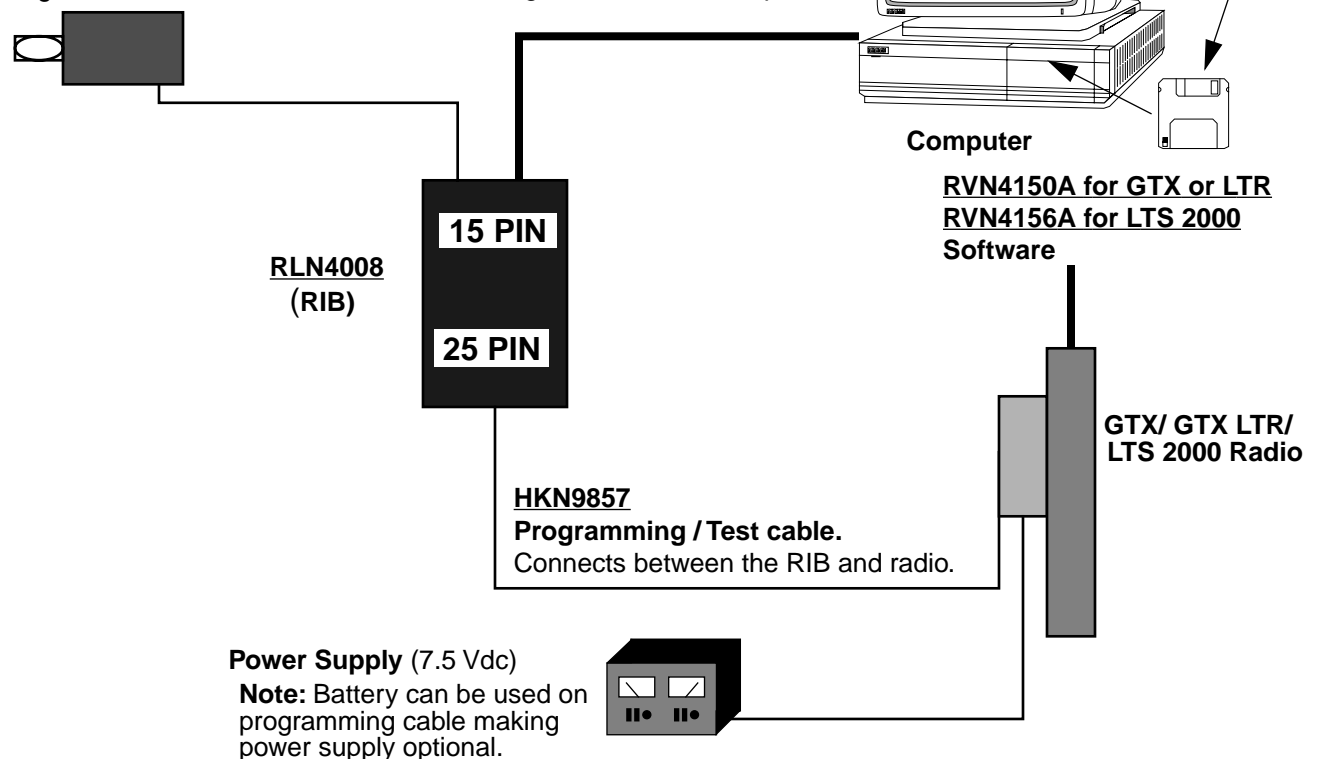 Computer
RVN4150A for GTX or LTR
RVN4156A for LTS 2000
Software
15 PIN
RLN4008
(RIB)
25 PIN
GTX/ GTX LTR/
LTS 2000 Radio
HKN9857
Programming / Test cable.
Connects between the RIB and radio.
Power Supply (7.5 Vdc)
Note: Battery can be used on
programming cable making
power supply optional.